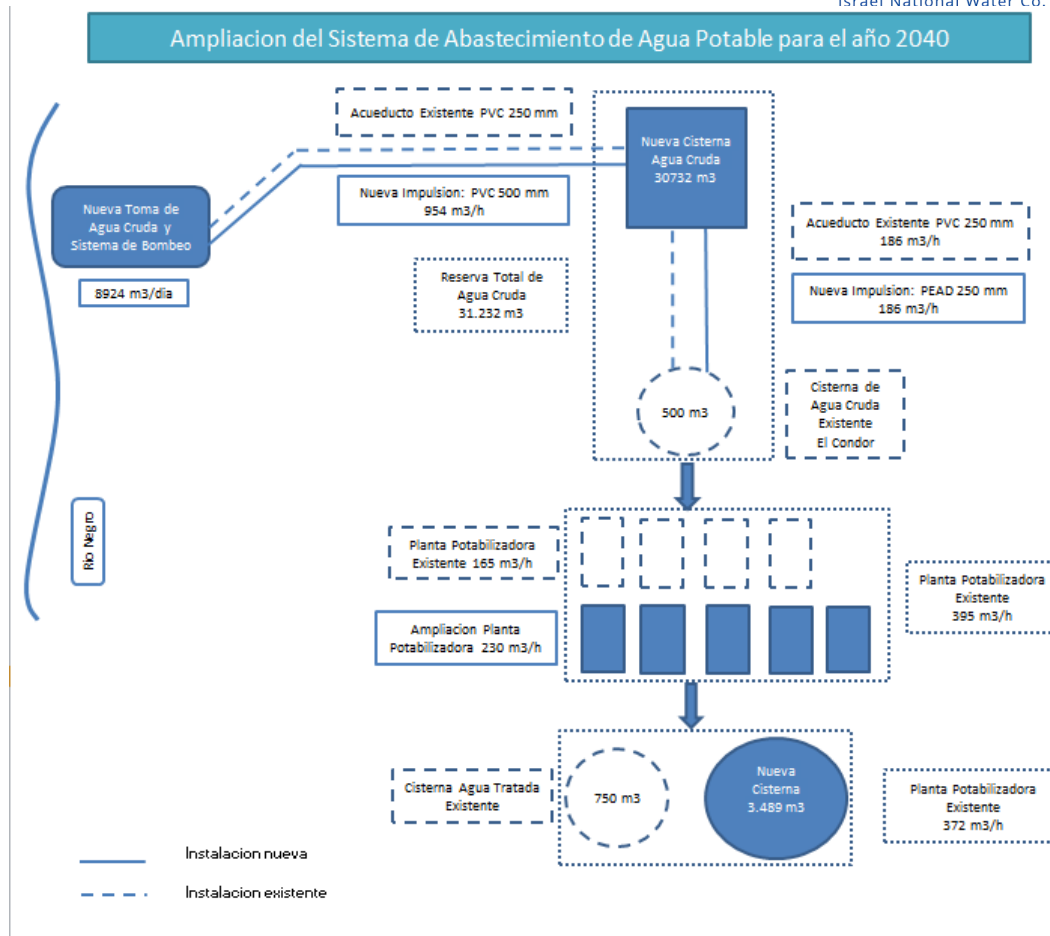 Israel National Water Co.
Ampliacion del Sistema de Abastecimiento de Agua Potable para el año 2040
Acueducto Existente PVC 250 mm
Nueva Cisterna
Agua Cruda
30732 m3
Nueva Toma de
Agua Cruda y
Sistema de Bombeo
8924 m3/dia
Nueva Impulsion: PVC 500 mm
954 m3/h
Acueducto Existente PVC 250 mm
186 m3/h
Reserva Total de
Agua Cruda
31.232 m3
Nueva Impulsion: PEAD 250 mm
186 m3/h
500 m3
Cisterna de
Agua Cruda
Existente
El Condor
Rio Negro
Planta Potabilizadora
Existente 165 m3/h
Ampliacion Planta
Potabilizadora 230 m3/h
Planta Potabilizadora
Existente
395 m3/h
Cisterna Agua Tratada
Existente
750 m3
Nueva
Cisterna
3.489 m3
Planta Potabilizadora
Existente
372 m3/h
Instalacion nueva
Instalacion existente